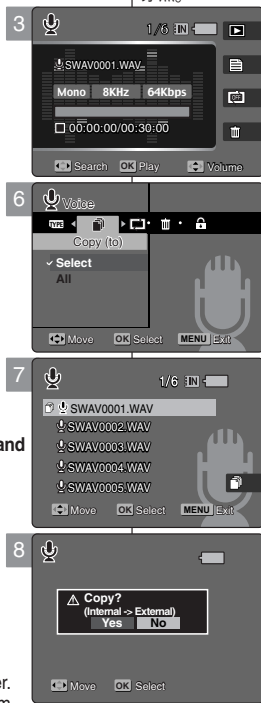 3
1/6 IN
SWAV0001.WAV
Mono 8KHz 64Kbps
00:00:00/00:30:00
Search OK Play Volume
6
Voice
TYPE
Copy (to)
Select
All
Move OK Select MENU Exit
7
1/6 IN
SWAV0001.WAV
SWAV0002.WAV
SWAV0003.WAV
SWAV0004.WAV
SWAV0005.WAV
and
Move OK Select MENU Exit
8
Copy?
(Internal -> External)
Yes No
er.
Move OK Select